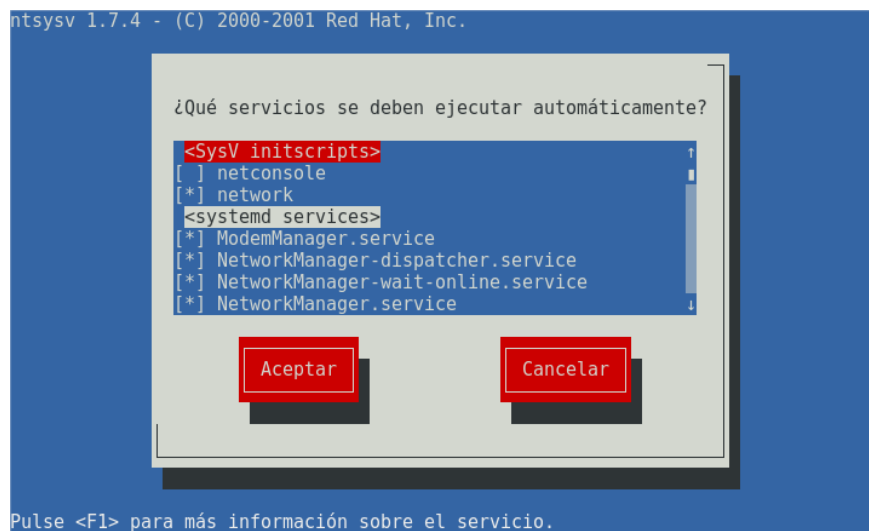 ntsysv 1.7.4 - (C) 2000-2001 Red Hat, Inc.
¿Qué servicios se deben ejecutar automáticamente?
<SysV initscripts>
[ ] netconsole
[*] network
<systemd services>
[*] ModemManager.service
[*] NetworkManager-dispatcher.service
[*] NetworkManager-wait-online.service
[*] NetworkManager.service
Aceptar
Cancelar
Pulse <F1> para más información sobre el servicio.